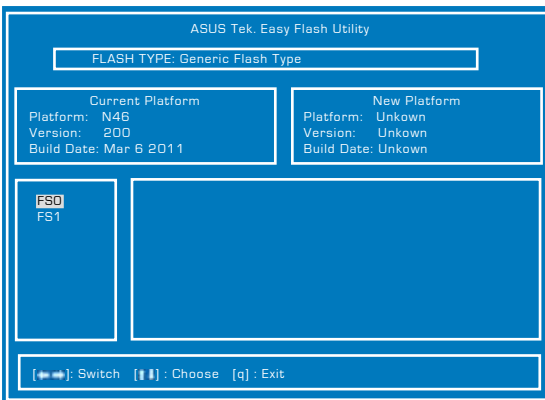 ASUS Tek. Easy Flash Utility
FLASH TYPE: Generic Flash Type
Current Platform
Platform: N46
Version: 200
Build Date: Mar 6 2011
New Platform
Platform: Unkown
Version: Unkown
Build Date: Unkown
FS0
FS1
[←→]: Switch [↑↓] : Choose [q] : Exit